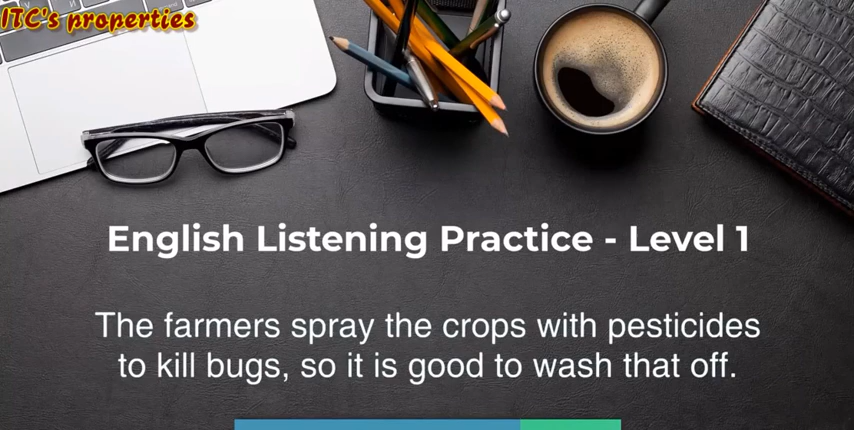 ITC's properties
English Listening Practice - Level 1
The farmers spray the crops with pesticides
to kill bugs, so it is good to wash that off.